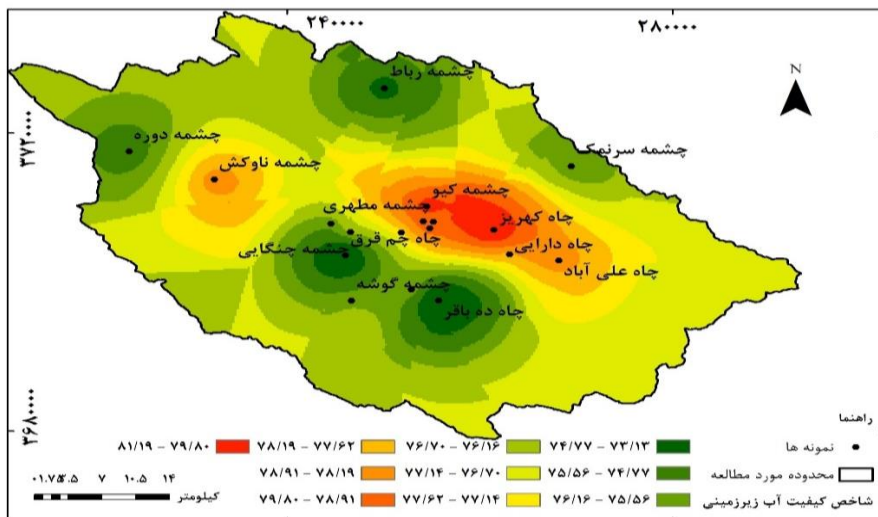 ۲۴۰۰۰۰
۲۸۰۰۰۰
۳۷۲۰۰۰۰
۳۶۸۰۰۰۰
N
چشمه رباط
چشمه دوره
چشمه سرنمک
چشمه ناوکش
چشمه کیو
چشمه مطهری
چاه کهریز
چاه خم قرق
چاه دارایی
چشمه چنگایی
چاه علی آباد
چشمه گوشه
چاه ده باقر
راهنما
نمونه ها
محدوده مورد مطالعه
شاخص کیفیت آب زیرزمینی
۷۴/۷۷ - ۷۳/۱۳
۷۵/۵۶ - ۷۴/۷۷
۷۶/۱۶ - ۷۵/۵۶
۷۶/۷۰ - ۷۶/۱۶
۷۷/۱۴ - ۷۶/۷۰
۷۷/۶۲ - ۷۷/۱۴
۷۸/۱۹ - ۷۷/۶۲
۷۸/۹۱ - ۷۸/۱۹
۷۹/۸۰ - ۷۸/۹۱
۸۱/۱۹ - ۷۹/۸۰
۷
۱۰.۵
۱۴
کیلومتر